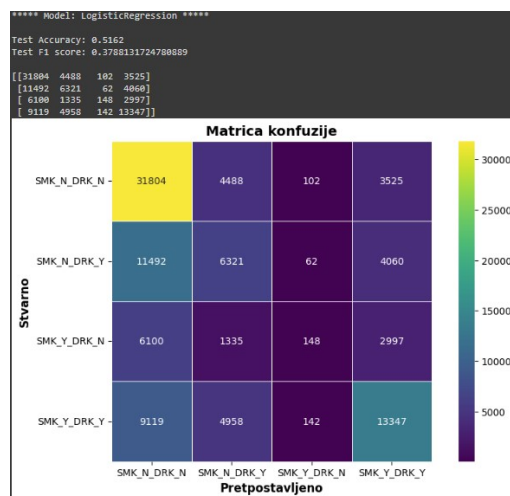 ***** Model: LogisticRegression *****
Test Accuracy: 0.5162
Test F1 score: 0.3788131724780889
[[31804 4488 102 3525]
[11492 6321 62 4060]
[ 6100 1335 148 2997]
[ 9119 4958 142 13347]]
Matrica konfuzije
SMK_N_DRK_N
31804 4488 102 3525
SMK_N_DRK_Y
11492 6321 62 4060
SMK_Y_DRK_N
6100 1335 148 2997
SMK_Y_DRK_Y
9119 4958 142 13347
Stvarno
SMK_N_DRK_N SMK_N_DRK_Y SMK_Y_DRK_N SMK_Y_DRK_Y
Pretpostavljeno
30000
25000
20000
15000
10000
5000